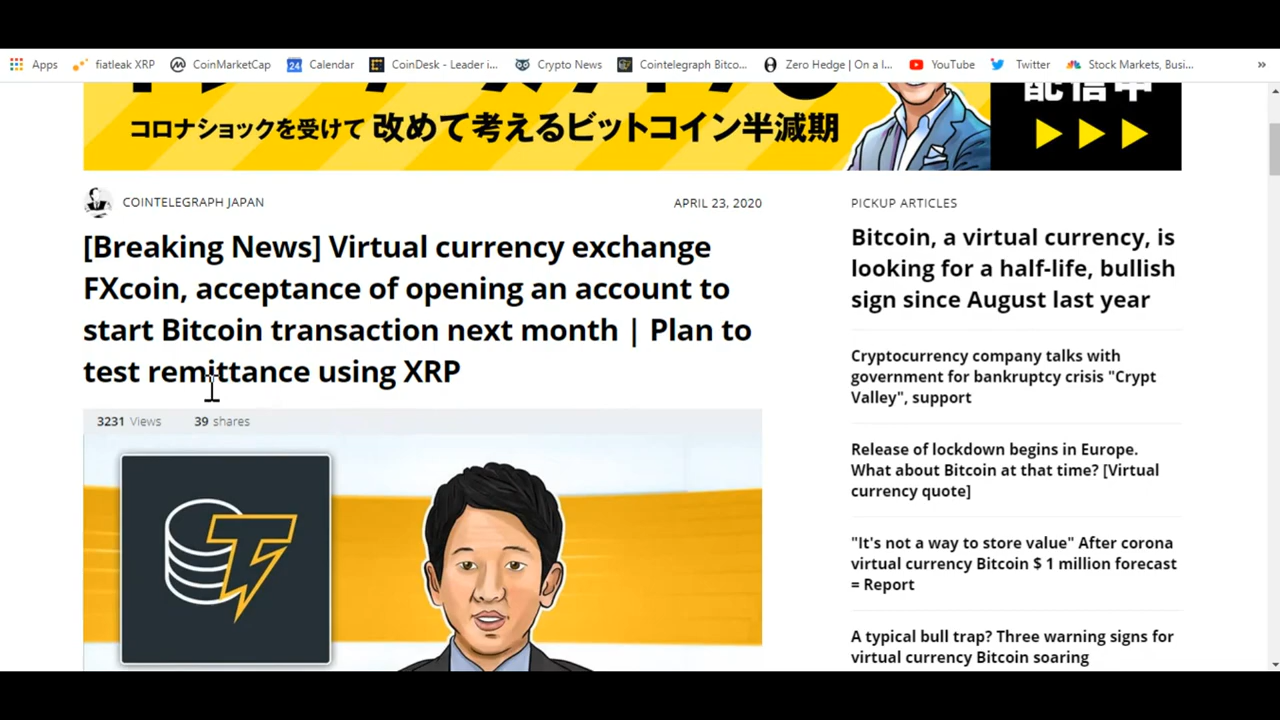 Apps fiatleak XRP CoinMarketCap Calendar CoinDesk - Leader i... Crypto News Cointelegraph Bitco... Zero Hedge | On a l... YouTube Twitter Stock Markets, Busi... »
コロナショックを受けて 改めて考えるビットコイン半減期
COINTELEGRAPH JAPAN
APRIL 23, 2020
[Breaking News] Virtual currency exchange
FXcoin, acceptance of opening an account to
start Bitcoin transaction next month | Plan to
test remittance using XRP
3231 Views 39 shares
PICKUP ARTICLES
Bitcoin, a virtual currency, is
looking for a half-life, bullish
sign since August last year
Cryptocurrency company talks with
government for bankruptcy crisis "Crypt
Valley", support
Release of lockdown begins in Europe.
What about Bitcoin at that time? [Virtual
currency quote]
"It's not a way to store value" After corona
virtual currency Bitcoin $ 1 million forecast
= Report
A typical bull trap? Three warning signs for
virtual currency Bitcoin soaring